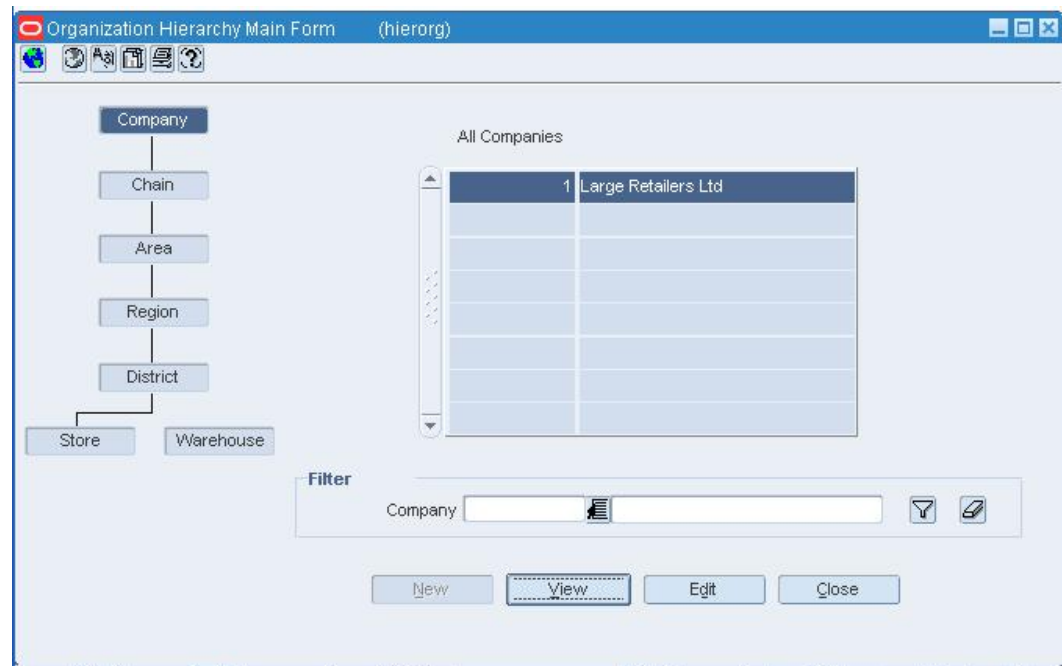 Organization Hierarchy Main Form (hierorg)
Company
All Companies
Chain
1 Large Retailers Ltd
Area
Region
District
Store Warehouse
Filter
Company
New View Edit Close